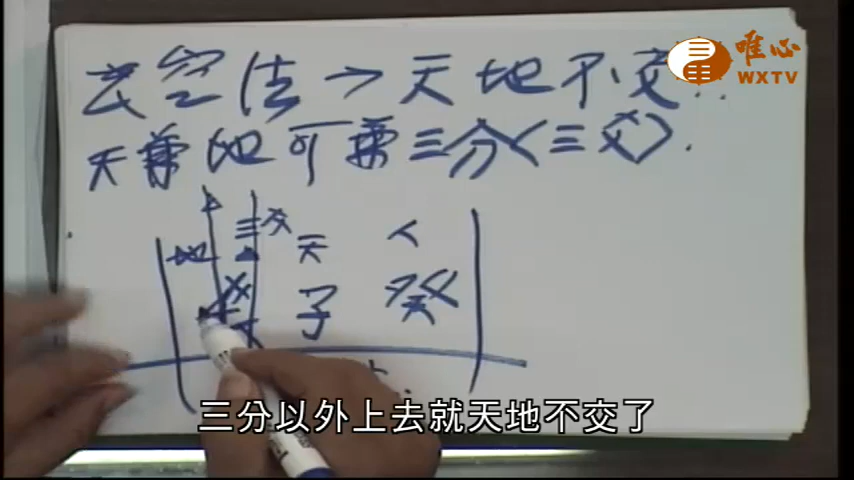 玄空法→天地不交..
天兼地可兼三分<三爻>.
三爻
地 天 人
子 癸
三分以外上去就天地不交了
唯心
WXTV